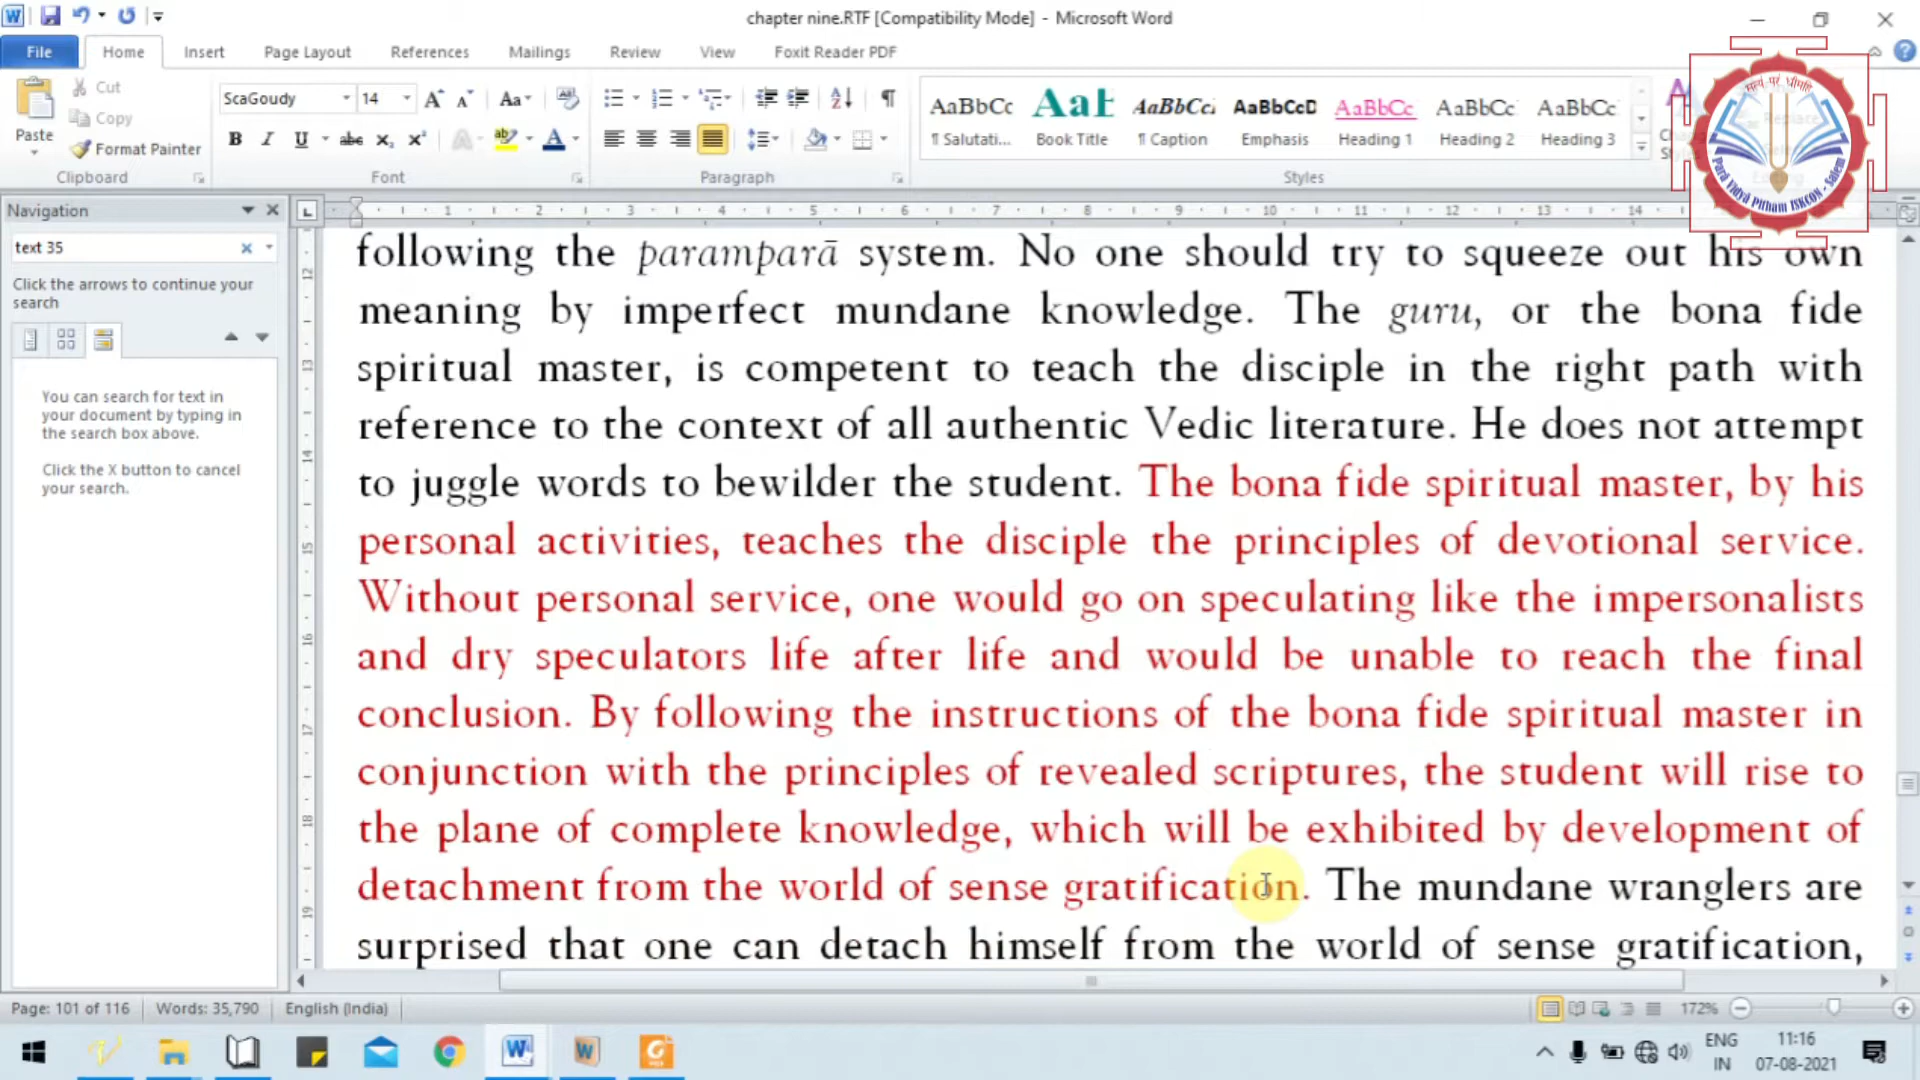 chapter nine.RTF [Compatibility Mode] - Microsoft Word
File Home Insert Page Layout References Mailings Review View Foxit Reader PDF
Paste
Cut
Copy
Format Painter
Clipboard
ScaGoudy 14
Font
Paragraph
AaBbCc AaB AaBbCc AaBbCcD AaBbCc AaBbCc AaBbCc
¶ Salutati... Book Title ¶ Caption Emphasis Heading 1 Heading 2 Heading 3
Styles
सत्यं परं धीमहि
Para Vidya Pitham ISKCON - Salem
Navigation
text 35
Click the arrows to continue your
search
You can search for text in
your document by typing in
the search box above.
Click the X button to cancel
your search.
following the paramparā system. No one should try to squeeze out his own
meaning by imperfect mundane knowledge. The guru, or the bona fide
spiritual master, is competent to teach the disciple in the right path with
reference to the context of all authentic Vedic literature. He does not attempt
to juggle words to bewilder the student. The bona fide spiritual master, by his
personal activities, teaches the disciple the principles of devotional service.
Without personal service, one would go on speculating like the impersonalists
and dry speculators life after life and would be unable to reach the final
conclusion. By following the instructions of the bona fide spiritual master in
conjunction with the principles of revealed scriptures, the student will rise to
the plane of complete knowledge, which will be exhibited by development of
detachment from the world of sense gratification. The mundane wranglers are
surprised that one can detach himself from the world of sense gratification,
Page: 101 of 116 Words: 35,790 English (India) 172%
ENG
IN
11:16
07-08-2021